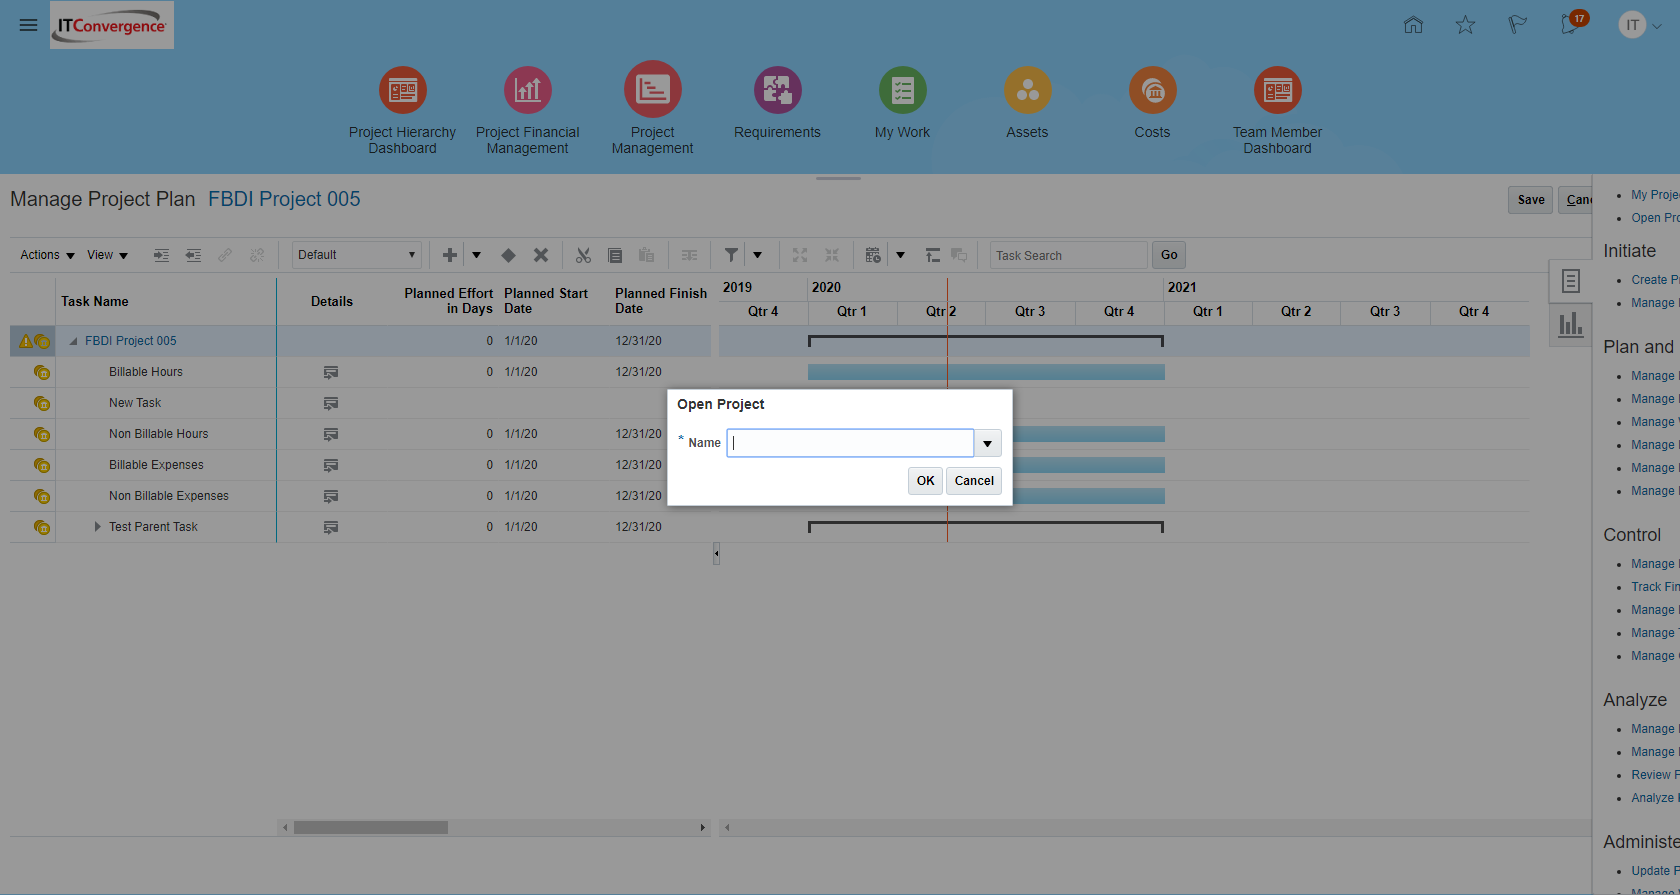 ITConvergence
17
IT
Project Hierarchy
Dashboard
Project Financial
Management
Project
Management
Requirements
My Work
Assets
Costs
Team Member
Dashboard
Manage Project Plan FBDI Project 005
Save
Canc
Actions
View
Default
Task Search
Go
Task Name
Details
Planned Effort
in Days
Planned Start
Date
Planned Finish
Date
2019
2020
2021
Qtr 4
Qtr 1
Qtr 2
Qtr 3
Qtr 4
Qtr 1
Qtr 2
Qtr 3
Qtr 4
FBDI Project 005 0 1/1/20 12/31/20
Billable Hours 0 1/1/20 12/31/20
New Task
Non Billable Hours 0 1/1/20 12/31/20
Billable Expenses 0 1/1/20 12/31/20
Non Billable Expenses 0 1/1/20 12/31/20
Test Parent Task 0 1/1/20 12/31/20
Open Project
* Name
OK
Cancel
My Projec
Open Pro
Initiate
Create P
Manage
Plan and
Manage
Manage
Manage
Manage
Manage
Manage
Control
Manage
Track Fin
Manage
Manage
Manage
Analyze
Manage
Manage
Review F
Analyze
Administe
Update
Manage